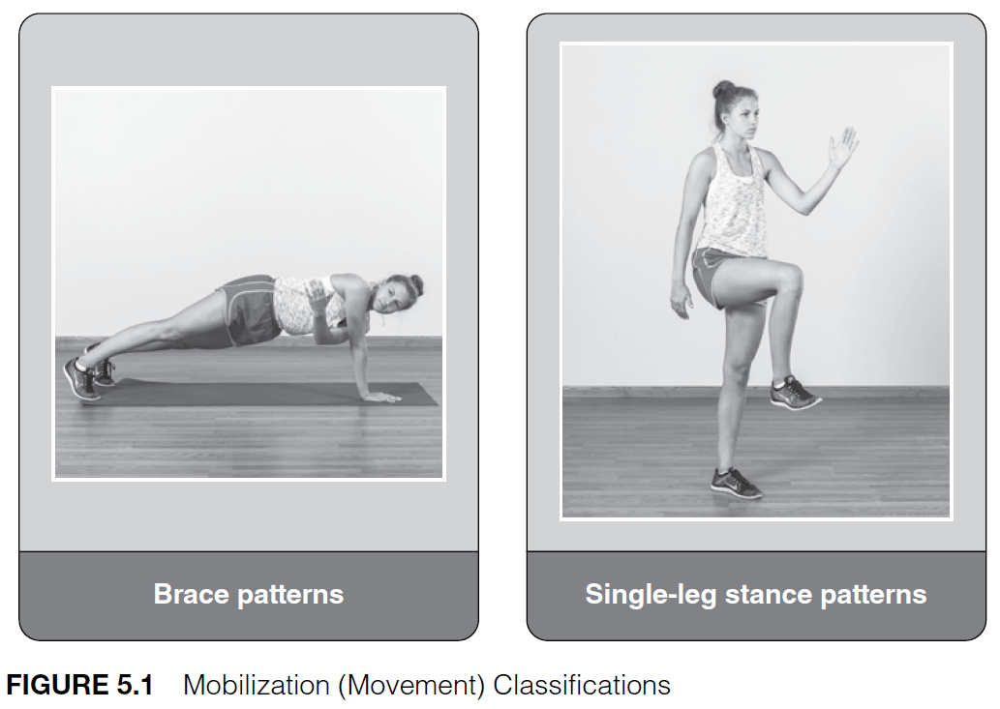 Brace patterns
Single-leg stance patterns
FIGURE 5.1 Mobilization (Movement) Classifications